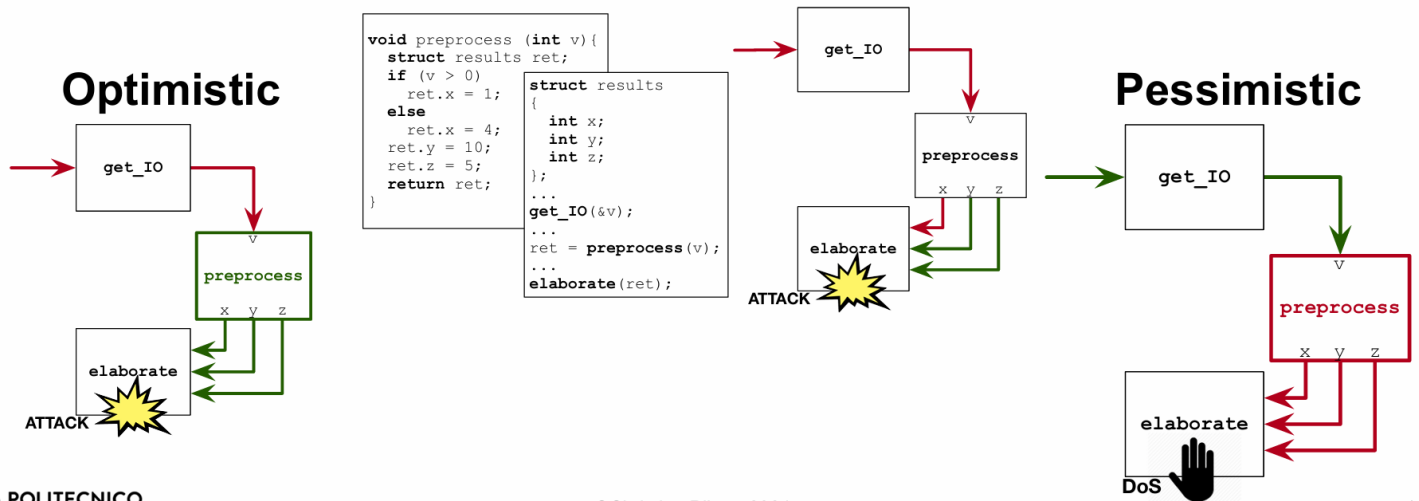 Optimistic
get_IO
v
preprocess
x y z
elaborate
ATTACK
void preprocess (int v){
struct results ret;
if (v > 0)
ret.x = 1;
else
ret.x = 4;
ret.y = 10;
ret.z = 5;
return ret;
}
struct results
{
int x;
int y;
int z;
};
...
get_IO(&v);
...
ret = preprocess(v);
...
elaborate(ret);
get_IO
v
preprocess
x y z
elaborate
ATTACK
Pessimistic
get_IO
v
preprocess
x y z
elaborate
DoS
POLITECNICO